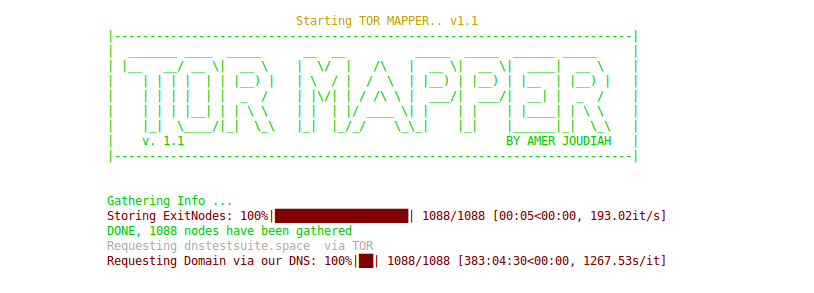 Starting TOR MAPPER.. v1.1
TOR MAPPER
v. 1.1 BY AMER JOUDIAH
Gathering Info ...
Storing ExitNodes: 100%|██████████| 1088/1088 [00:05<00:00, 193.02it/s]
DONE, 1088 nodes have been gathered
Requesting dnstestsuite.space via TOR
Requesting Domain via our DNS: 100%|█| 1088/1088 [383:04:30<00:00, 1267.53s/it]